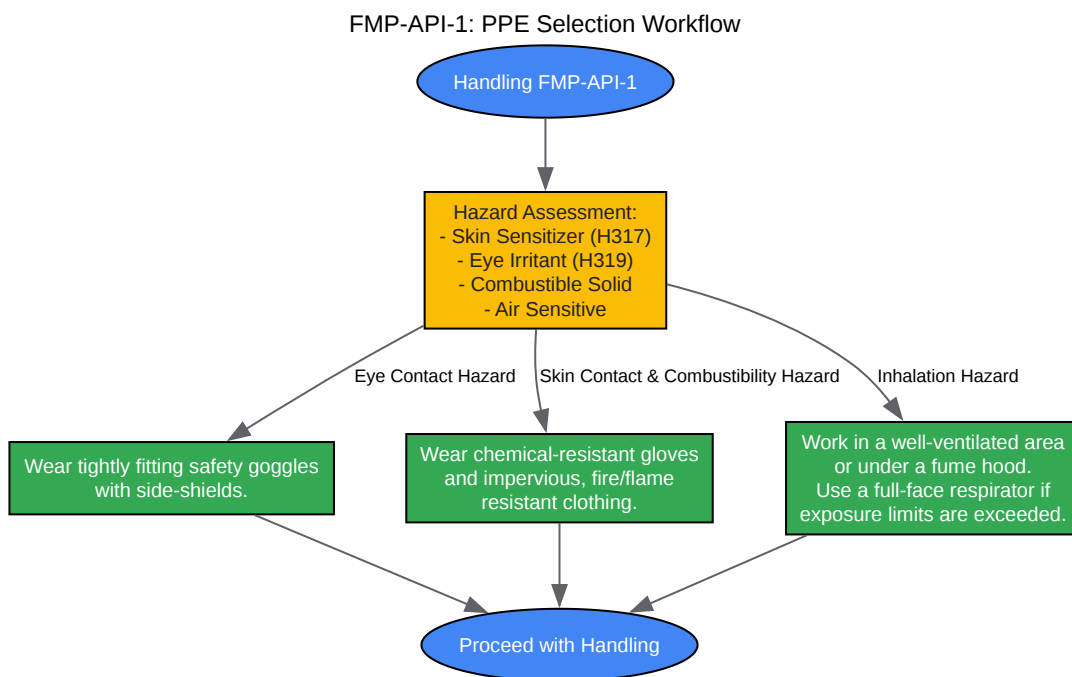 FMP-API-1: PPE Selection Workflow
Handling FMP-API-1
Hazard Assessment:
- Skin Sensitizer (H317)
- Eye Irritant (H319)
- Combustible Solid
- Air Sensitive
Eye Contact Hazard
Skin Contact & Combustibility Hazard
Inhalation Hazard
Wear tightly fitting safety goggles
with side-shields.
Wear chemical-resistant gloves
and impervious, fire/flame
resistant clothing.
Work in a well-ventilated area
or under a fume hood.
Use a full-face respirator if
exposure limits are exceeded.
Proceed with Handling